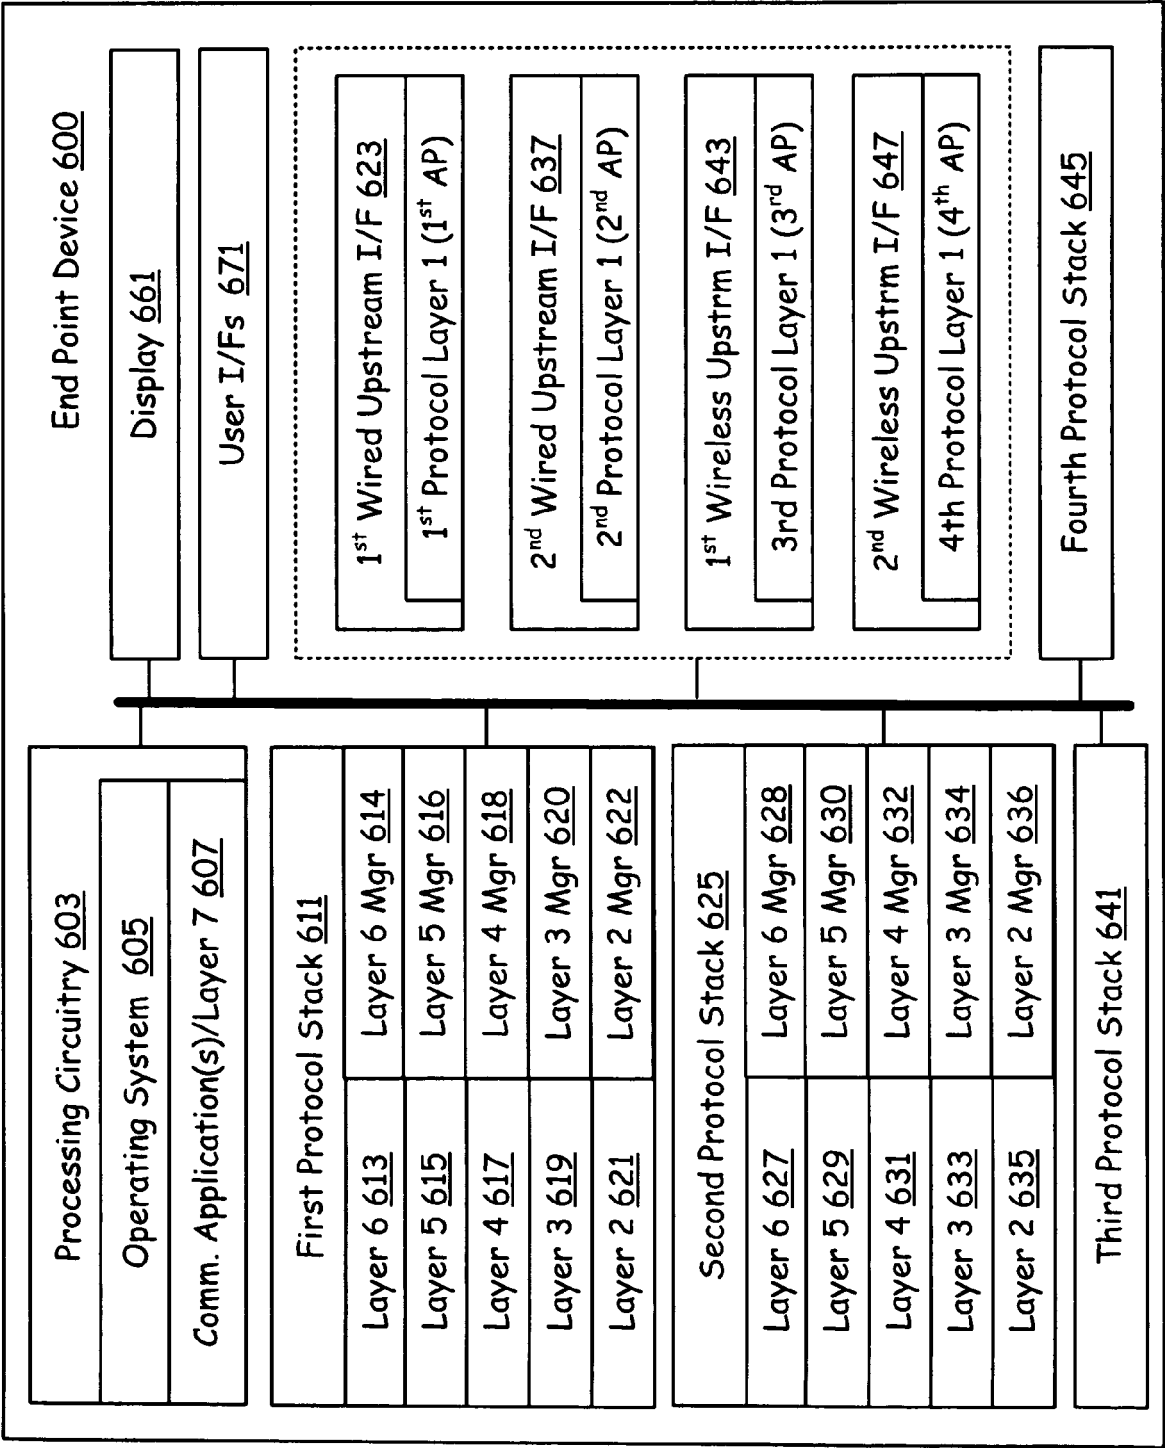 End Point Device 600
Processing Circuitry 603
Operating System 605
Comm. Application(s)/Layer 7 607
First Protocol Stack 611
Layer 6 613
Layer 6 Mgr 614
Layer 5 615
Layer 5 Mgr 616
Layer 4 617
Layer 4 Mgr 618
Layer 3 619
Layer 3 Mgr 620
Layer 2 621
Layer 2 Mgr 622
Second Protocol Stack 625
Layer 6 627
Layer 6 Mgr 628
Layer 5 629
Layer 5 Mgr 630
Layer 4 631
Layer 4 Mgr 632
Layer 3 633
Layer 3 Mgr 634
Layer 2 635
Layer 2 Mgr 636
Third Protocol Stack 641
Display 661
User I/Fs 671
1st Wired Upstream I/F 623
1st Protocol Layer 1 (1st AP)
2nd Wired Upstream I/F 637
2nd Protocol Layer 1 (2nd AP)
1st Wireless Upstrm I/F 643
3rd Protocol Layer 1 (3rd AP)
2nd Wireless Upstrm I/F 647
4th Protocol Layer 1 (4th AP)
Fourth Protocol Stack 645